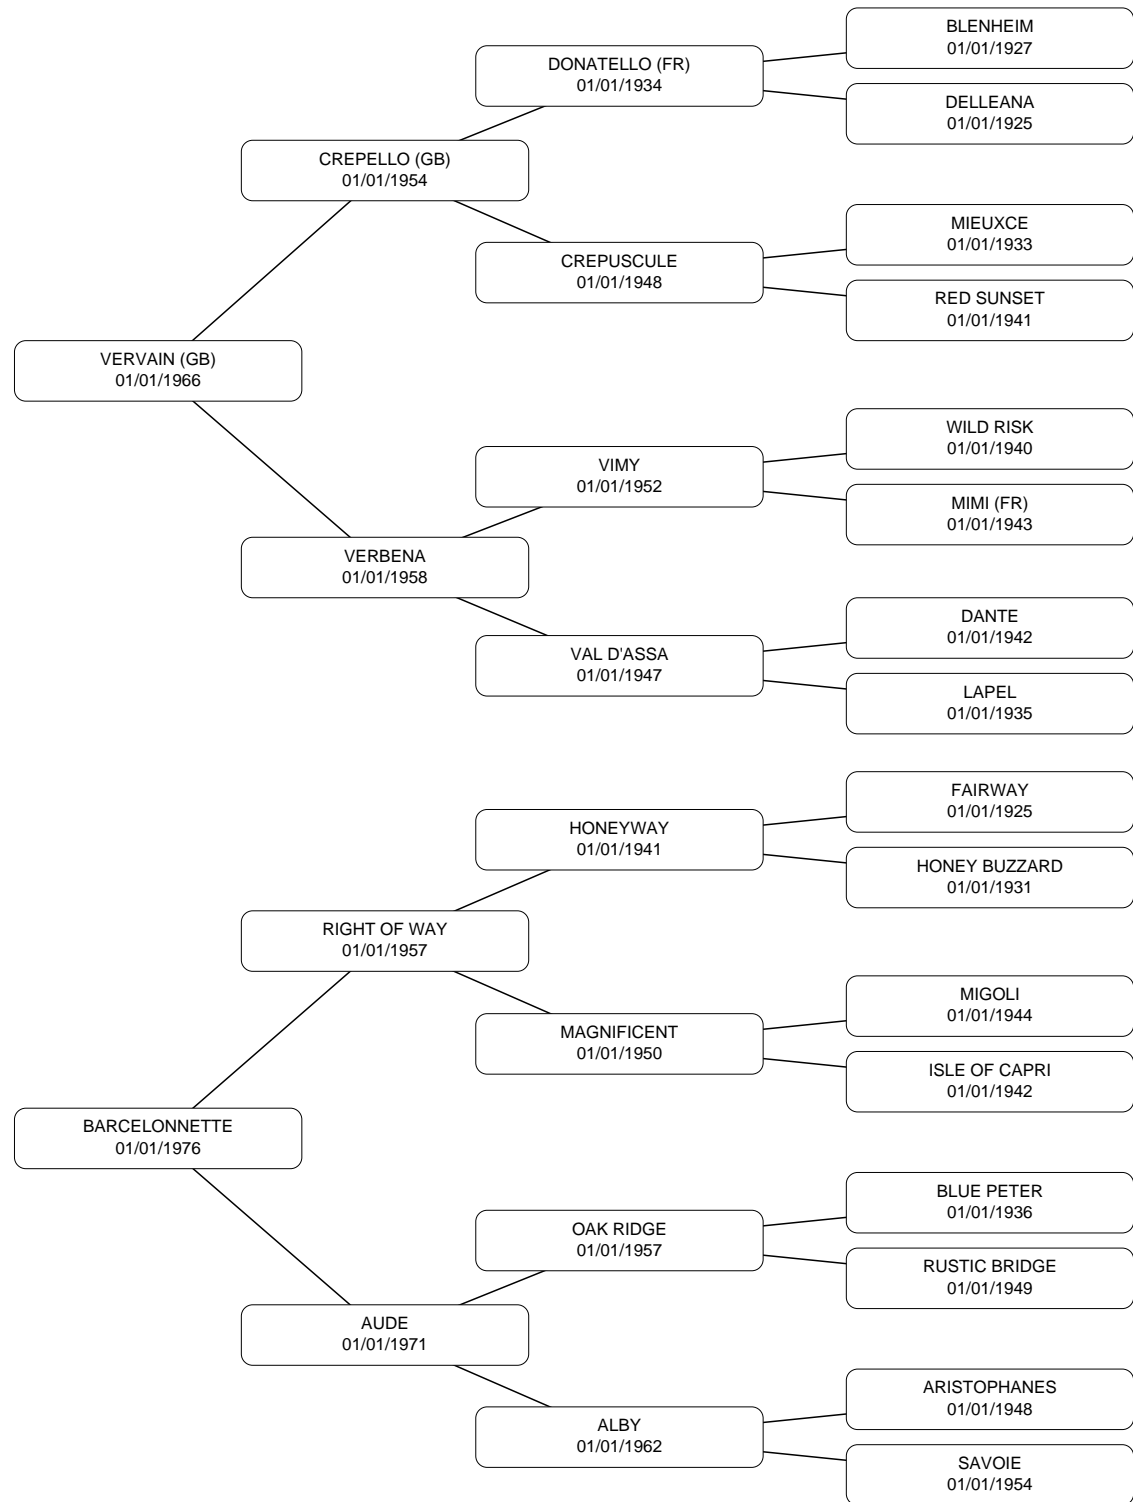 BLENHEIM
01/01/1927
DONATELLO (FR)
01/01/1934
DELLEANA
01/01/1925
CREPELLO (GB)
01/01/1954
MIEUXCE
01/01/1933
CREPUSCULE
01/01/1948
RED SUNSET
01/01/1941
VERVAIN (GB)
01/01/1966
WILD RISK
01/01/1940
VIMY
01/01/1952
MIMI (FR)
01/01/1943
VERBENA
01/01/1958
DANTE
01/01/1942
VAL D'ASSA
01/01/1947
LAPEL
01/01/1935
FAIRWAY
01/01/1925
HONEYWAY
01/01/1941
HONEY BUZZARD
01/01/1931
RIGHT OF WAY
01/01/1957
MIGOLI
01/01/1944
MAGNIFICENT
01/01/1950
ISLE OF CAPRI
01/01/1942
BARCELONNETTE
01/01/1976
BLUE PETER
01/01/1936
OAK RIDGE
01/01/1957
RUSTIC BRIDGE
01/01/1949
AUDE
01/01/1971
ARISTOPHANES
01/01/1948
ALBY
01/01/1962
SAVOIE
01/01/1954